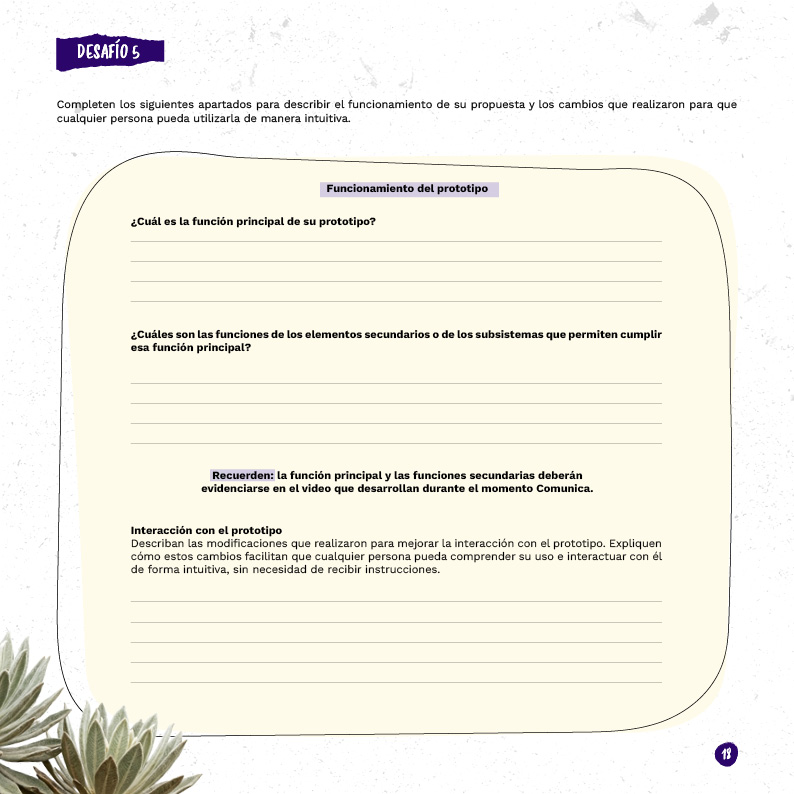 DESAFÍO 5
Completen los siguientes apartados para describir el funcionamiento de su propuesta y los cambios que realizaron para que
cualquier persona pueda utilizarla de manera intuitiva.
Funcionamiento del prototipo
¿Cuál es la función principal de su prototipo?
¿Cuáles son las funciones de los elementos secundarios o de los subsistemas que permiten cumplir
esa función principal?
Recuerden: la función principal y las funciones secundarias deberán
evidenciarse en el video que desarrollan durante el momento Comunica.
Interacción con el prototipo
Describan las modificaciones que realizaron para mejorar la interacción con el prototipo. Expliquen
cómo estos cambios facilitan que cualquier persona pueda comprender su uso e interactuar con él
de forma intuitiva, sin necesidad de recibir instrucciones.
18